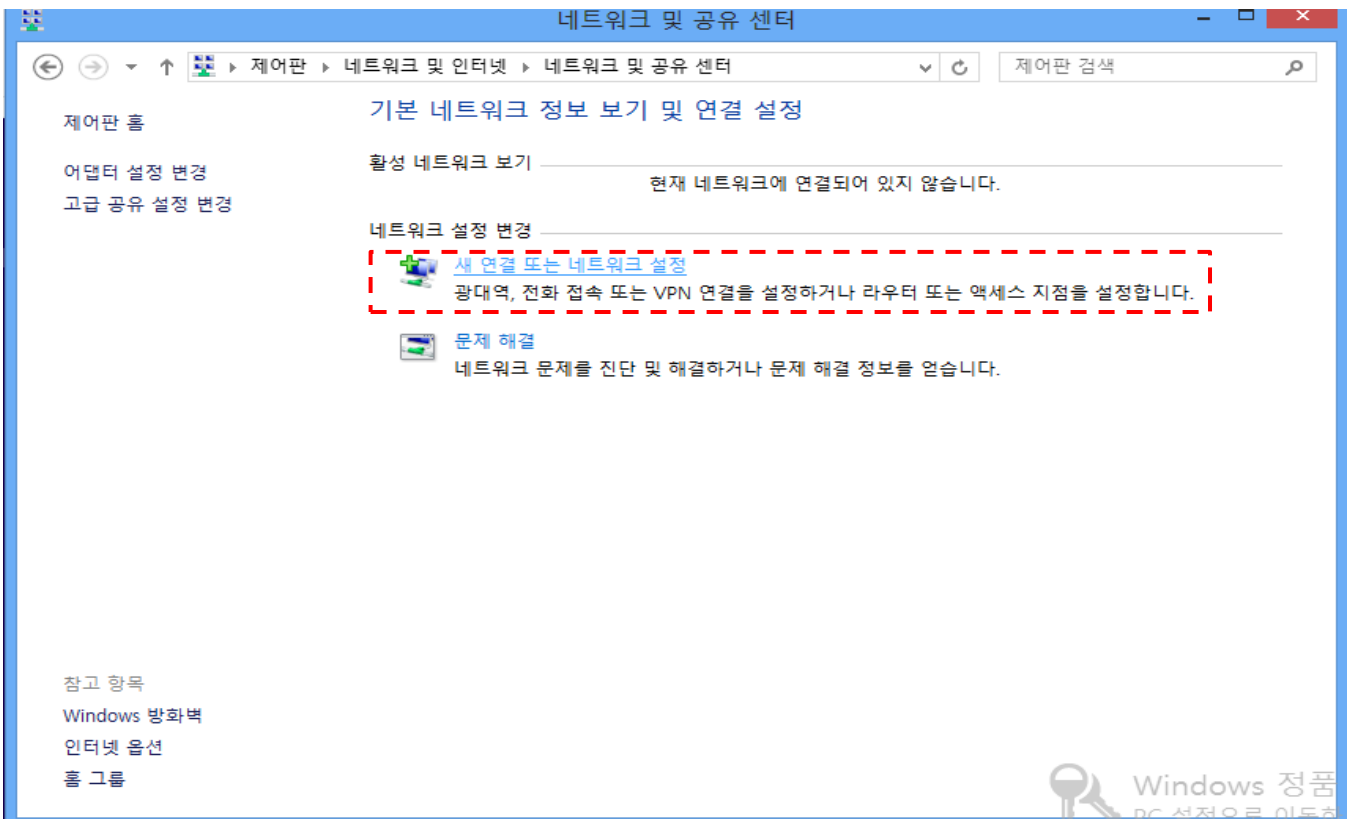 네트워크 및 공유 센터
제어판 네트워크 및 인터넷 네트워크 및 공유 센터
제어판 검색
제어판 홈
어댑터 설정 변경
고급 공유 설정 변경
기본 네트워크 정보 보기 및 연결 설정
활성 네트워크 보기
현재 네트워크에 연결되어 있지 않습니다.
네트워크 설정 변경
새 연결 또는 네트워크 설정
광대역, 전화 접속 또는 VPN 연결을 설정하거나 라우터 또는 액세스 지점을 설정합니다.
문제 해결
네트워크 문제를 진단 및 해결하거나 문제 해결 정보를 얻습니다.
참고 항목
Windows 방화벽
인터넷 옵션
홈 그룹
Windows 정품
PC 설정으로